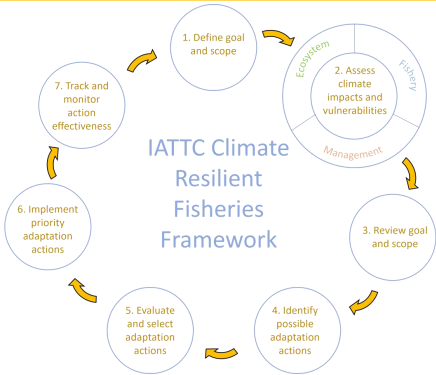 1. Define goal
and scope
Ecosystem
Fishery
Management
2. Assess
climate
impacts and
vulnerabilities
3. Review goal
and scope
4. Identify
possible
adaptation
actions
5. Evaluate
and select
adaptation
actions
6. Implement
priority
adaptation
actions
7. Track and
monitor
action
effectiveness
IATTC Climate
Resilient
Fisheries
Framework